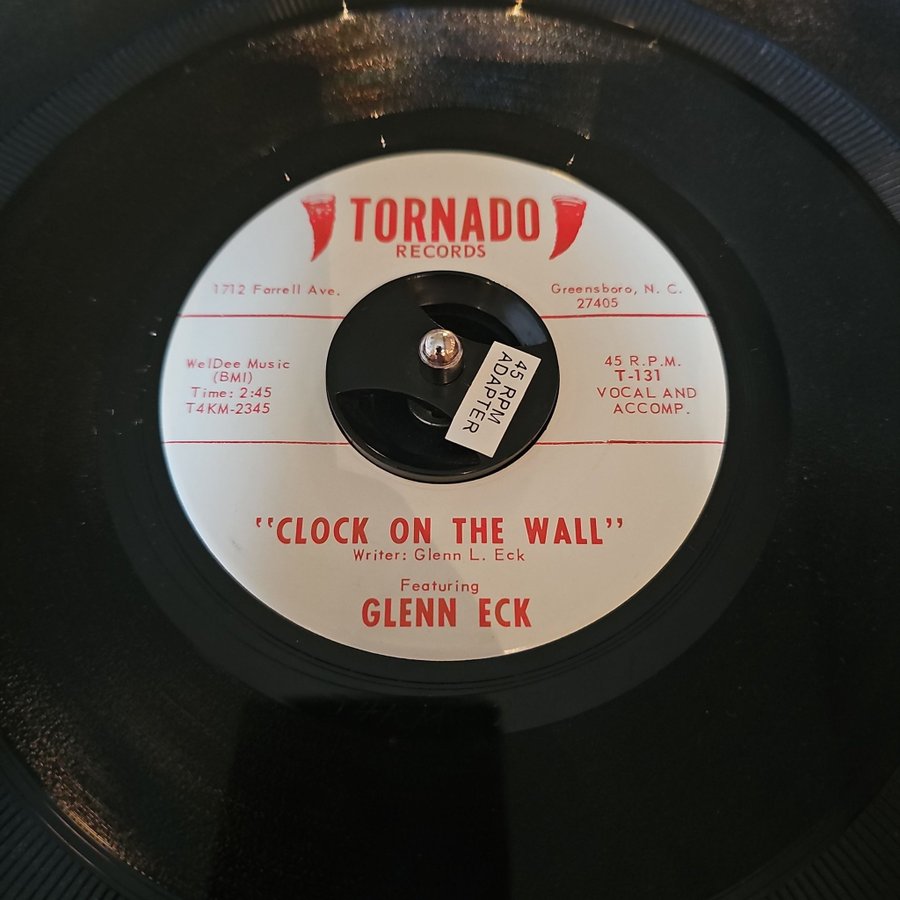 TORNADO
RECORDS
1712 Farrell Ave.
Greensboro, N. C.
27405
WelDee Music
(BMI)
Time: 2:45
T4KM-2345
45 RPM
ADAPTER
45 R.P.M.
T-131
VOCAL AND
ACCOMP.
"CLOCK ON THE WALL"
Writer: Glenn L. Eck
Featuring
GLENN ECK